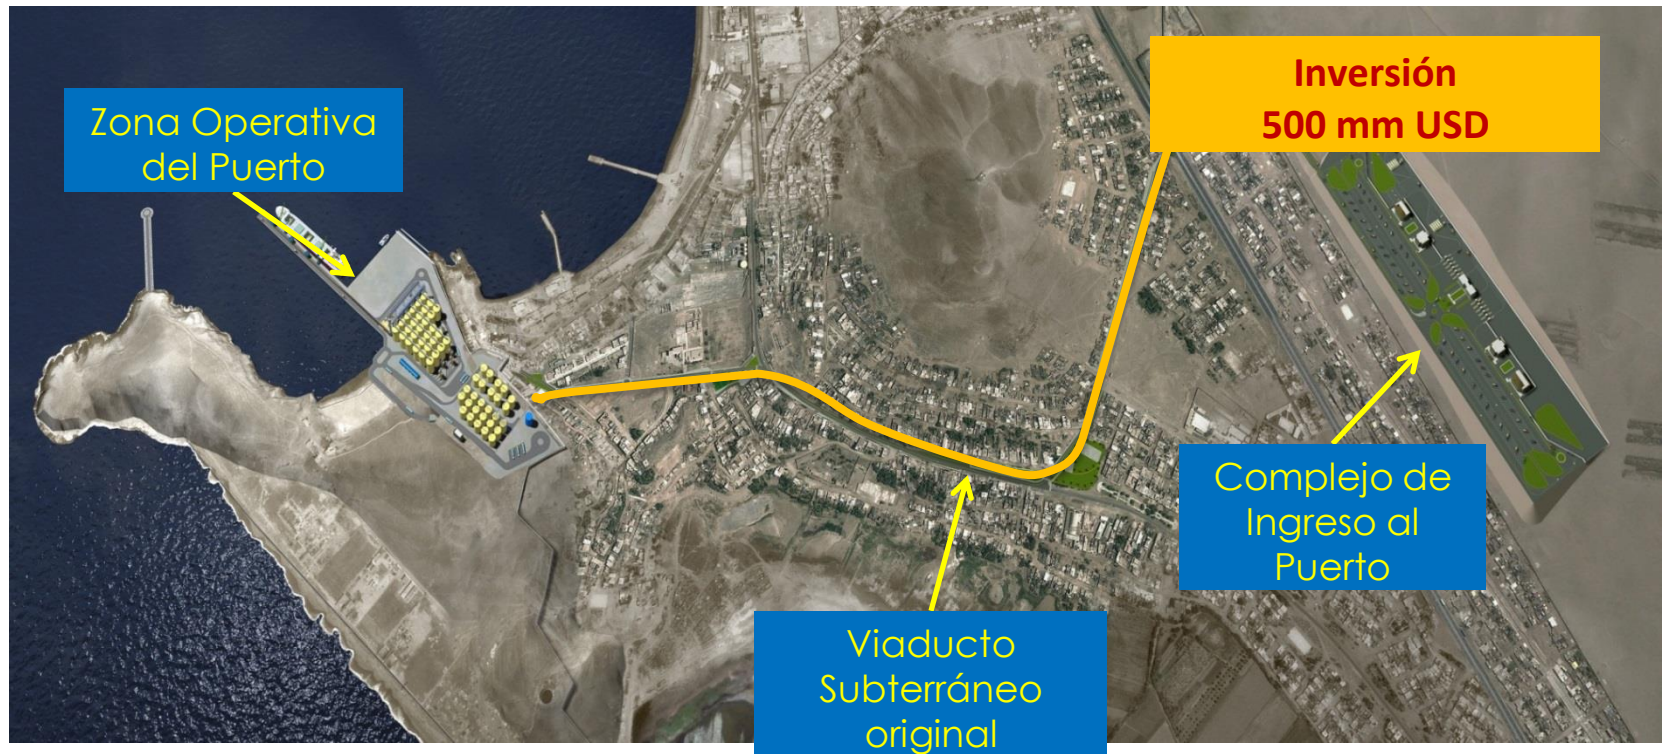 Inversión
500 mm USD
Zona Operativa
del Puerto
Complejo de
Ingreso al
Puerto
Viaducto
Subterráneo
original